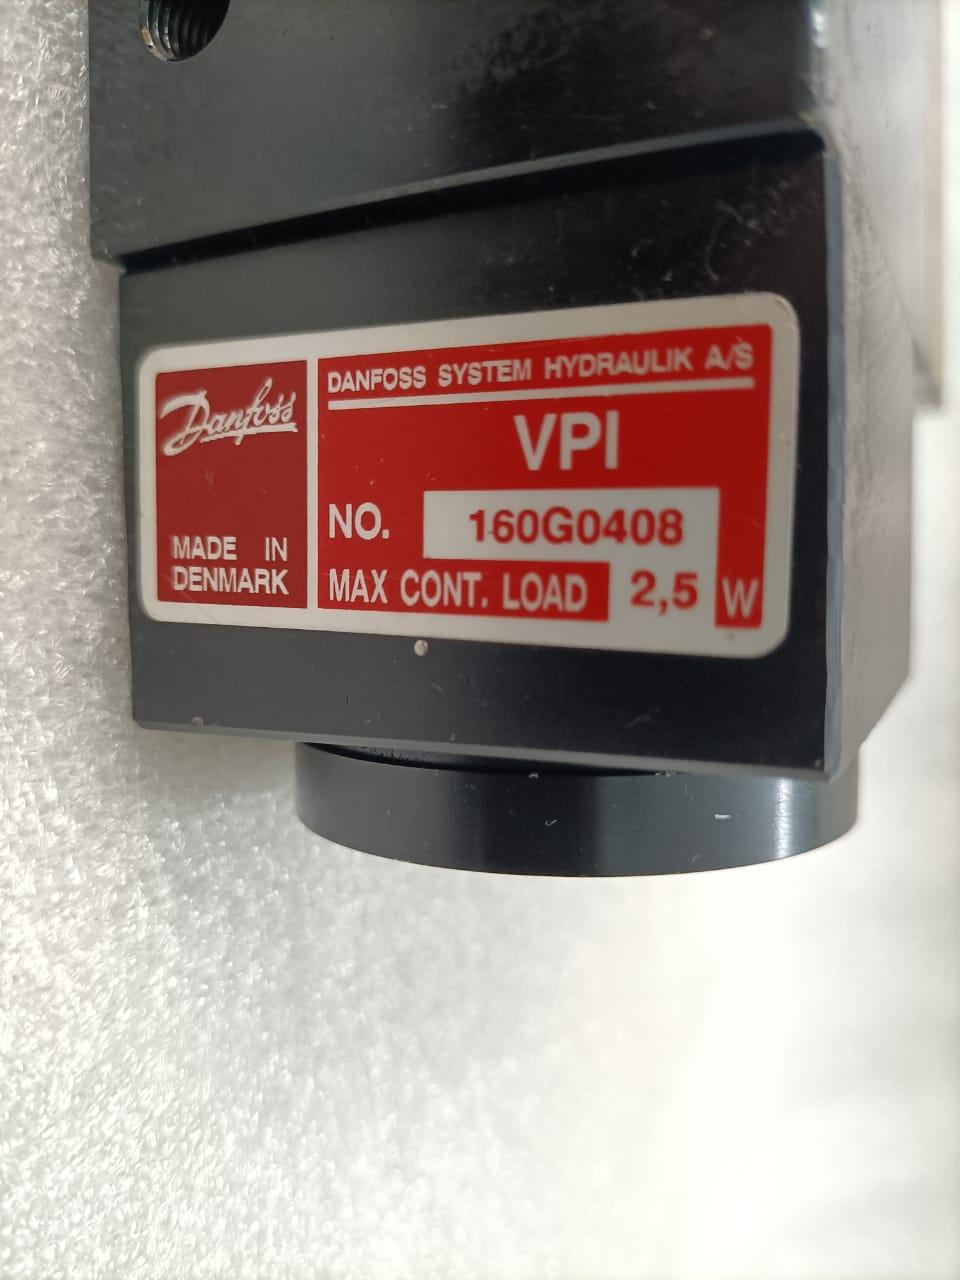 Danfoss
MADE IN
DENMARK
DANFOSS SYSTEM HYDRAULIK A/S
VPI
NO. 160G0408
MAX CONT. LOAD 2,5 W